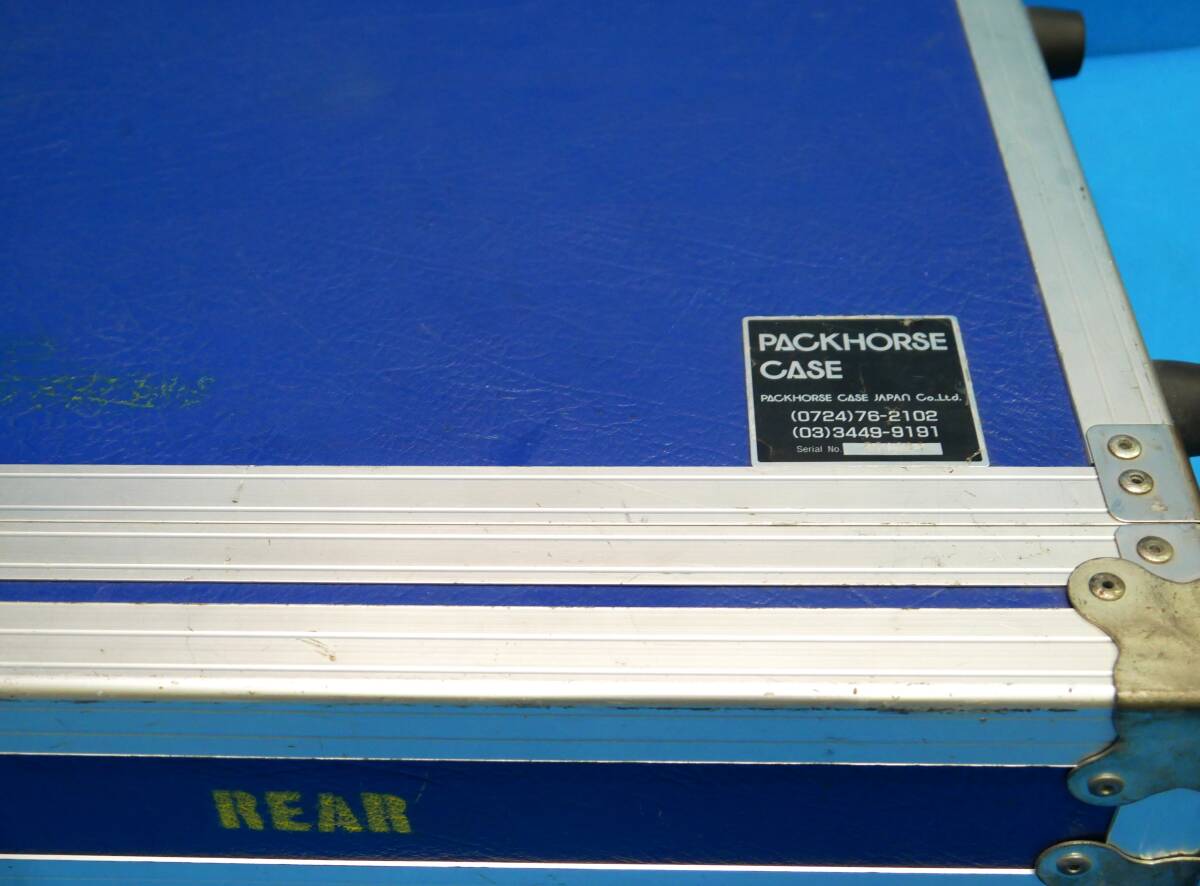 PACKHORSE
CASE
PACKHORSE CASE JAPAN Co.Ltd.
(0724)76-2102
(03)3449-9191
Serial No.
REAR